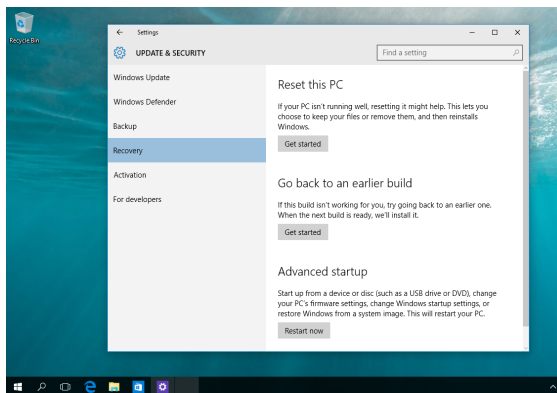 Recycle Bin
Settings
UPDATE & SECURITY
Find a setting
Windows Update
Windows Defender
Backup
Recovery
Activation
For developers
Reset this PC
If your PC isn't running well, resetting it might help. This lets you
choose to keep your files or remove them, and then reinstalls
Windows.
Get started
Go back to an earlier build
If this build isn't working for you, try going back to an earlier one.
When the next build is ready, we'll install it.
Get started
Advanced startup
Start up from a device or disc (such as a USB drive or DVD), change
your PC's firmware settings, change Windows startup settings, or
restore Windows from a system image. This will restart your PC.
Restart now